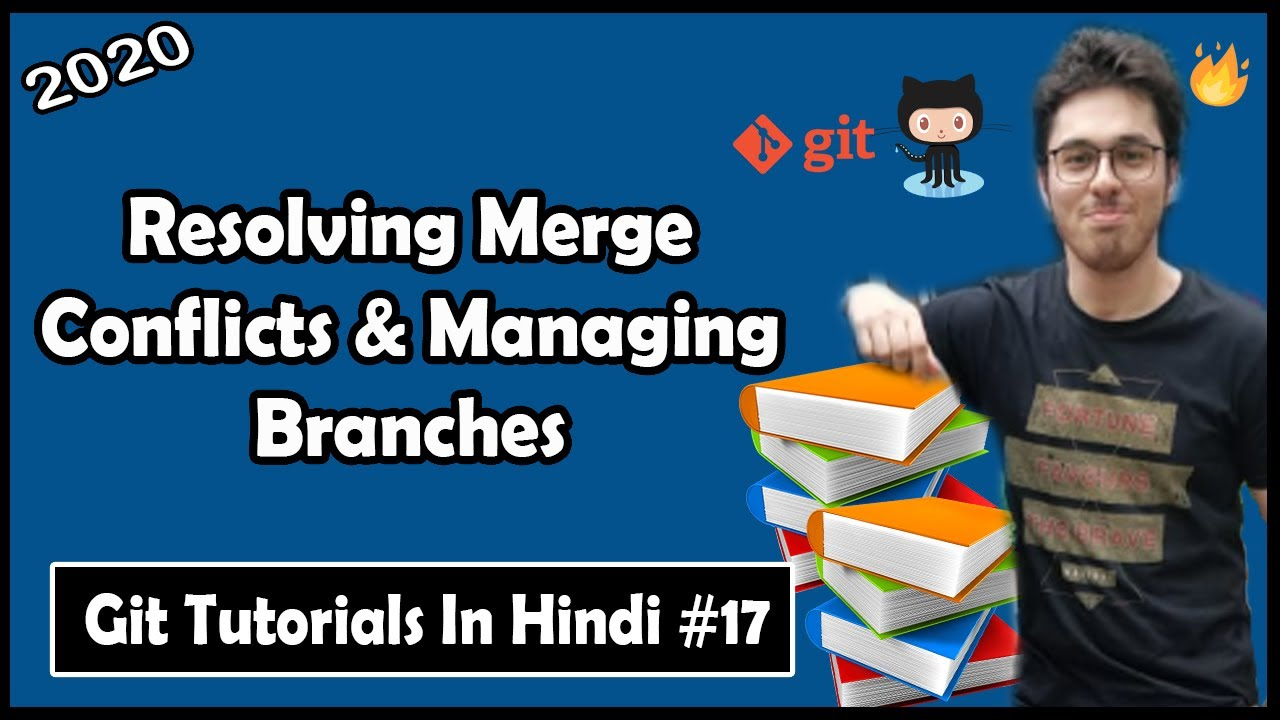 2020
git
Resolving Merge
Conflicts & Managing
Branches
FORTUNE
FAVOURS
THE BRAVE
Git Tutorials In Hindi #17